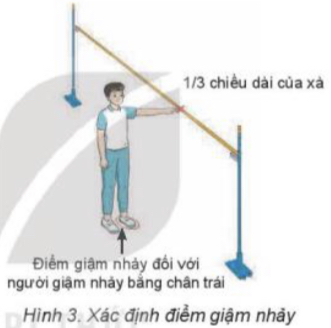 1/3 chiều dài của xà
Điểm giậm nhảy đối với
người giậm nhảy bằng chân trái
Hình 3. Xác định điểm giậm nhảy